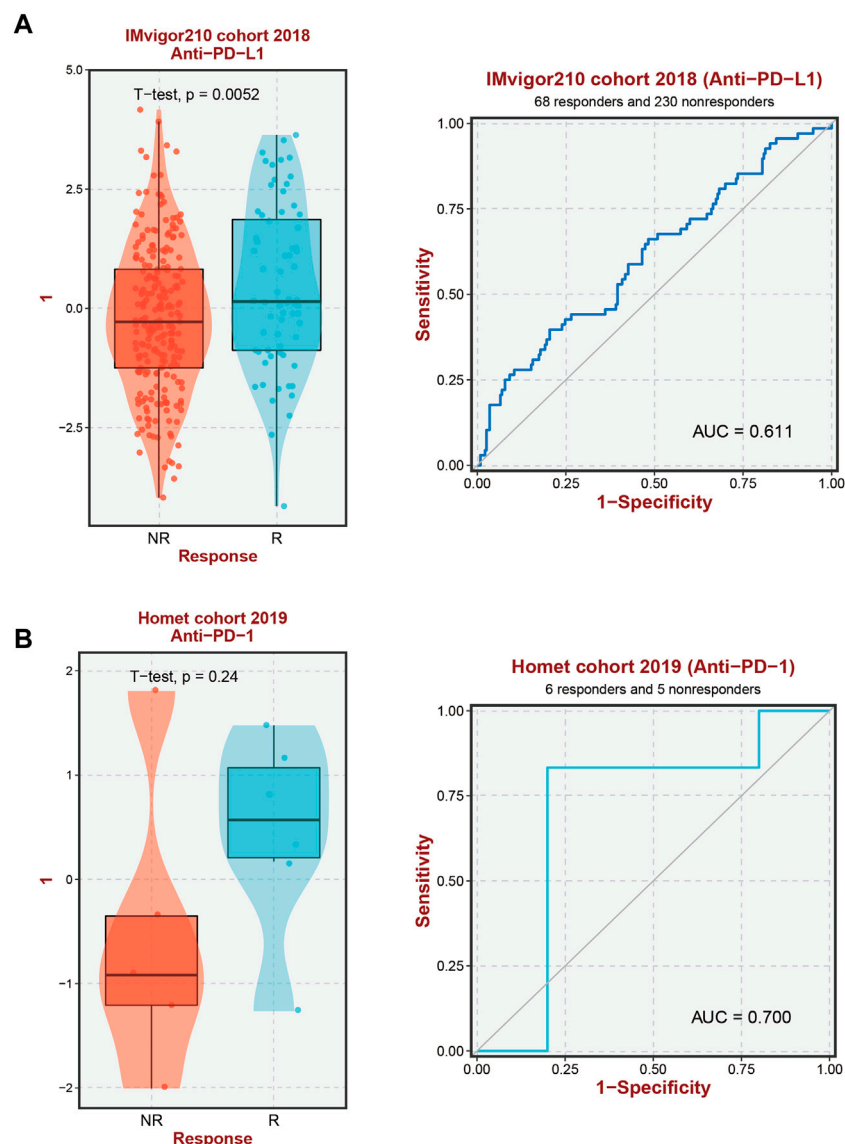 A
IMvigor210 cohort 2018
Anti−PD−L1
T−test, p = 0.0052
5.0
2.5
0.0
−2.5
1
NR
R
Response
IMvigor210 cohort 2018 (Anti−PD−L1)
68 responders and 230 nonresponders
1.00
0.75
0.50
0.25
0.00
Sensitivity
AUC = 0.611
0.00
0.25
0.50
0.75
1.00
1−Specificity
B
Homet cohort 2019
Anti−PD−1
T−test, p = 0.24
2
1
0
−1
−2
1
NR
R
Response
Homet cohort 2019 (Anti−PD−1)
6 responders and 5 nonresponders
1.00
0.75
0.50
0.25
0.00
Sensitivity
AUC = 0.700
0.00
0.25
0.50
0.75
1.00
1−Specificity